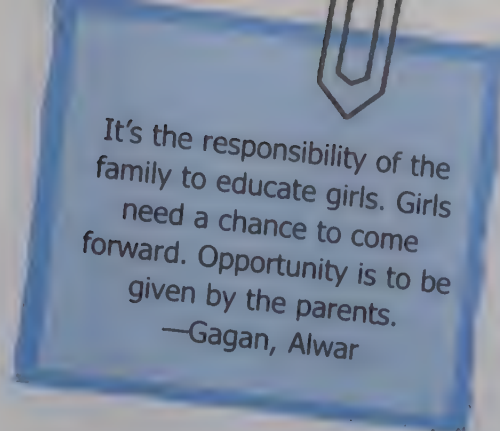 It's the responsibility of the
family to educate girls. Girls
need a chance to come
forward. Opportunity is to be
given by the parents.
—Gagan, Alwar